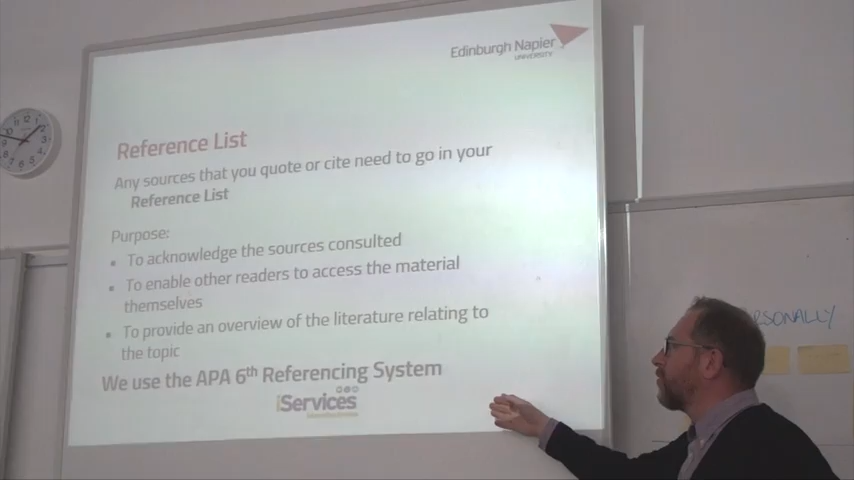 Edinburgh Napier
UNIVERSITY
Reference List
Any sources that you quote or cite need to go in your
Reference List
Purpose:
To acknowledge the sources consulted
To enable other readers to access the material
themselves
To provide an overview of the literature relating to
the topic
We use the APA 6th Referencing System
iServices
RSONALLY